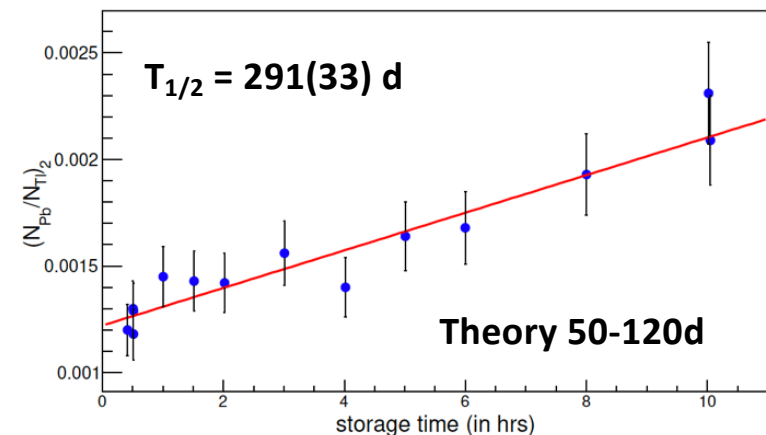 0.0025
T1/2 = 291(33) d
0.002
(NPb/NTl)2
0.0015
Theory 50-120d
0.001
0 2 4 6 8 10
storage time (in hrs)